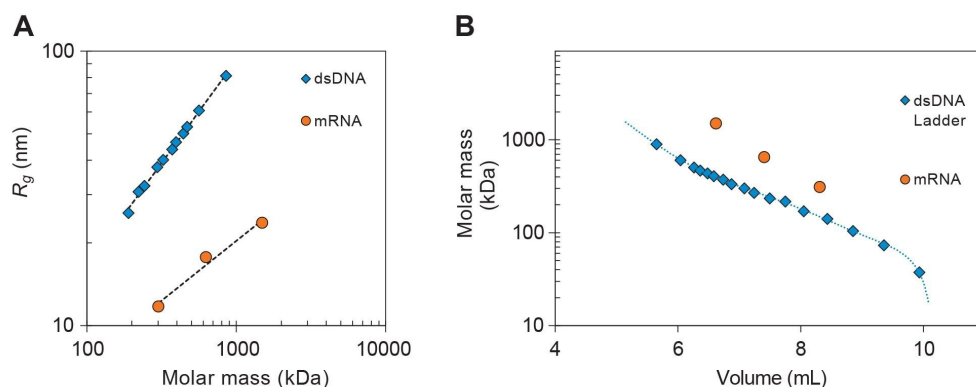 A
B
100
10
R_g (nm)
100
1000
10000
Molar mass (kDa)
dsDNA
mRNA
1000
100
10
Molar mass
(kDa)
4
6
8
10
Volume (mL)
dsDNA
Ladder
mRNA